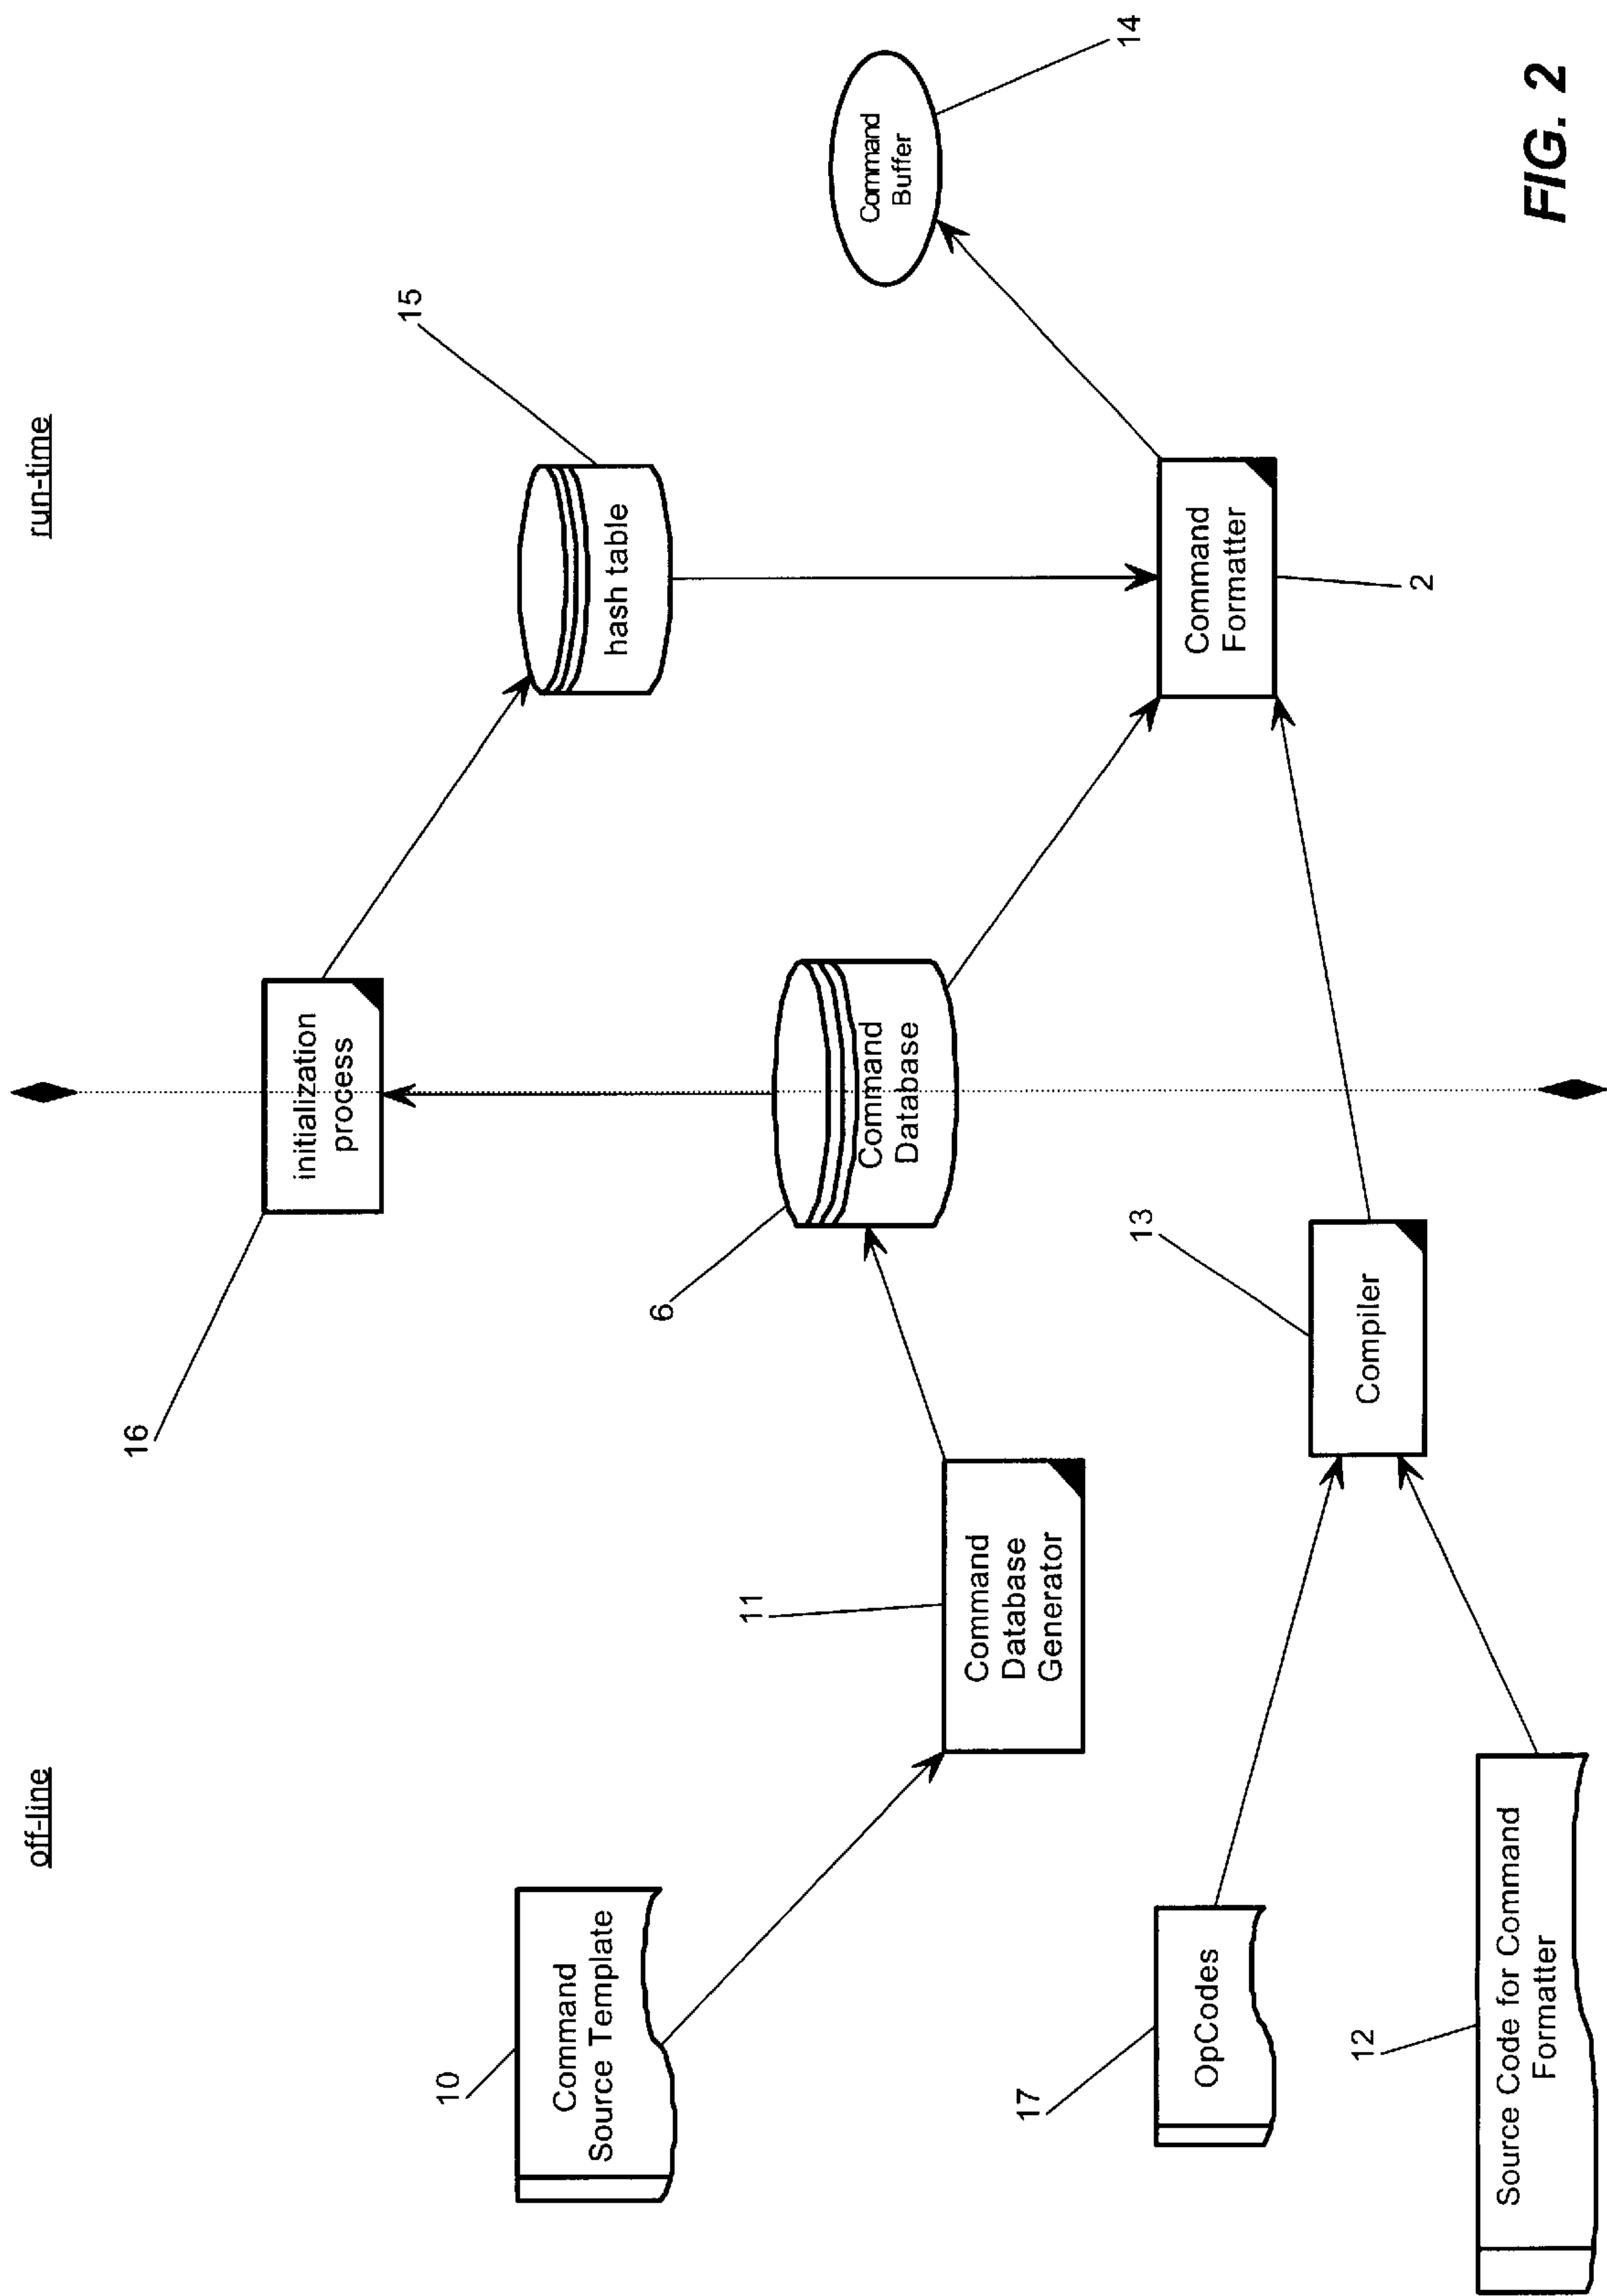 off-line
run-time
16
initialization
process
15
hash table
10
Command
Source Template
6
Command
Database
Command
Buffer
14
11
Command
Database
Generator
17
OpCodes
13
Compiler
Command
Formatter
2
12
Source Code for Command
Formatter
FIG. 2